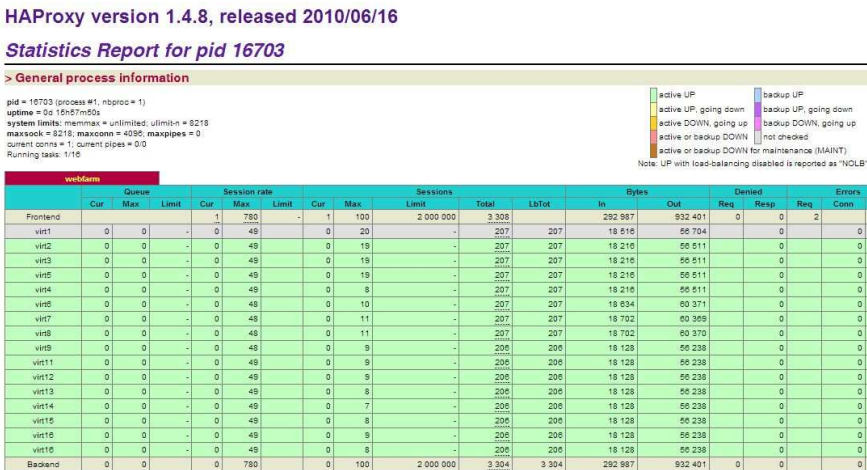 HAProxy version 1.4.8, released 2010/06/16
Statistics Report for pid 16703
> General process information
pid = 16703 (process #1, nbproc = 1)
uptime = 0d 15h57m50s
system limits: memmax = unlimited; ulimit-n = 8218
maxsock = 8218; maxconn = 4096; maxpipes = 0
current conns = 1; current pipes = 0/0
Running tasks: 1/16
active UP backup UP
active UP, going down backup UP, going down
active DOWN, going up backup DOWN, going up
active or backup DOWN not checked
active or backup DOWN for maintenance (MAINT)
Note: UP with load-balancing disabled is reported as "NOLB"
webfarm
Queue Session rate Sessions Bytes Denied Errors
Cur Max Limit Cur Max Limit Cur Max Limit Total LbTot In Out Req Resp Req Conn
Frontend 1 780 - 1 100 2 000 000 3 308 292 987 932 401 0 0 2
virt1 0 0 - 0 49 0 20 - 207 207 18 516 56 704 0 0
virt2 0 0 - 0 49 0 19 - 207 207 18 216 56 511 0 0
virt3 0 0 - 0 49 0 19 - 207 207 18 216 56 511 0 0
virt5 0 0 - 0 49 0 19 - 207 207 18 216 56 511 0 0
virt4 0 0 - 0 49 0 8 - 207 207 18 216 56 511 0 0
virt6 0 0 - 0 48 0 10 - 207 207 18 634 60 371 0 0
virt7 0 0 - 0 48 0 11 - 207 207 18 702 60 369 0 0
virt8 0 0 - 0 48 0 11 - 207 207 18 702 60 370 0 0
virt9 0 0 - 0 48 0 9 - 206 206 18 128 56 238 0 0
virt11 0 0 - 0 49 0 9 - 206 206 18 128 56 238 0 0
virt12 0 0 - 0 49 0 9 - 206 206 18 128 56 238 0 0
virt13 0 0 - 0 49 0 8 - 206 206 18 128 56 238 0 0
virt14 0 0 - 0 49 0 7 - 206 206 18 128 56 238 0 0
virt15 0 0 - 0 49 0 8 - 206 206 18 128 56 238 0 0
virt16 0 0 - 0 49 0 9 - 206 206 18 128 56 238 0 0
virt16 0 0 - 0 49 0 8 - 206 206 18 128 56 238 0 0
Backend 0 0 0 780 0 100 2 000 000 3 304 3 304 292 987 932 401 0 0 0